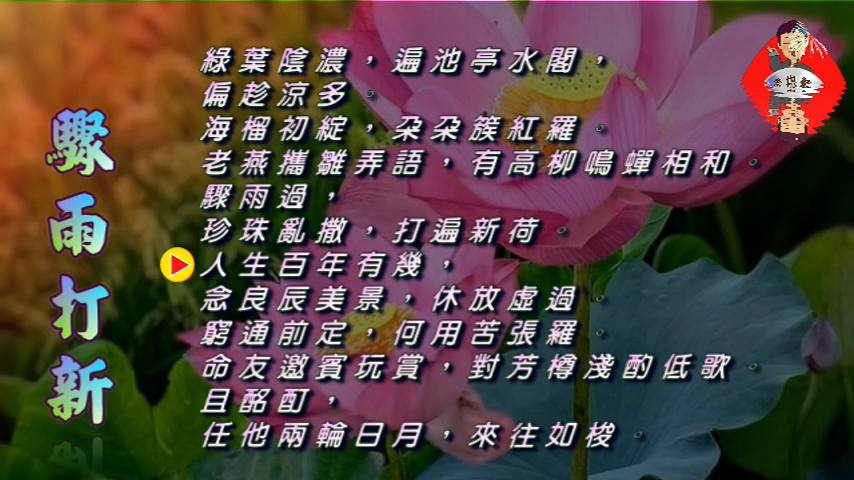 驟雨打新
綠葉陰濃，遍池亭水閣，
偏趁涼多。
海榴初綻，朵朵簇紅羅。
老燕攜雛弄語，有高柳鳴蟬相和。
驟雨過，
珍珠亂撒，打遍新荷。
人生百年有幾，
念良辰美景，休放虛過。
窮通前定，何用苦張羅。
命友邀賓玩賞，對芳樽淺酌低歌。
且酩酊，
任他兩輪日月，來往如梭。